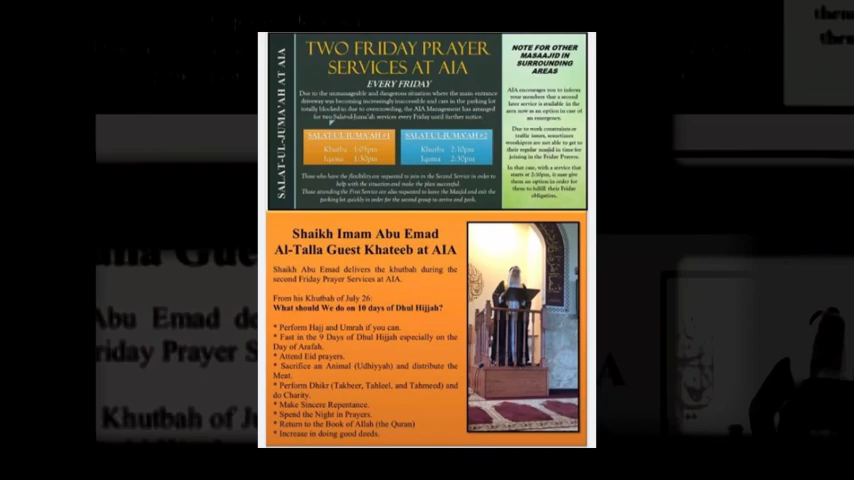 SALAT-UL-JUMA'AH AT AIA
TWO FRIDAY PRAYER
SERVICES AT AIA
EVERY FRIDAY
Due to the unmanageable and dangerous situation where the main entrance
driveway was becoming increasingly inaccessible and cars in the parking lot
totally blocked in due to overcrowding, the AIA Management has arranged
for two Salat-ul-Juma'ah services every Friday until further notice.
SALAT-UL-JUMA'AH #1
Khutba 1:05pm
Iqama 1:30pm
SALAT-UL-JUMA'AH #2
Khutba 2:10pm
Iqama 2:30pm
Those who have the flexibility are requested to join in the Second Service in order to
help with the situation and make the plan successful.
Those attending the First Service are also requested to leave the Masjid and exit the
parking lot quickly in order for the second group to arrive and park.
NOTE FOR OTHER
MASAAJID IN
SURROUNDING
AREAS
AIA encourages you to inform
your members that a second
later service is available in the
area now as an option in case of
an emergency.
Due to work constraints or
traffic issues, sometimes
worshipers are not able to get to
their regular masjid in time for
joining in the Friday Prayers.
In that case, with a service that
starts at 2:30pm, it may give
them an option in order for
them to fulfill their Friday
obligation.
Shaikh Imam Abu Emad
Al-Talla Guest Khateeb at AIA
Shaikh Abu Emad delivers the khutbah during the
second Friday Prayer Services at AIA.
From his Khutbah of July 26:
What should We do on 10 days of Dhul Hijjah?
* Perform Hajj and Umrah if you can.
* Fast in the 9 Days of Dhul Hijjah especially on the
Day of Arafah.
* Attend Eid prayers.
* Sacrifice an Animal (Udhiyyah) and distribute the
Meat.
* Perform Dhikr (Takbeer, Tahleel, and Tahmeed) and
do Charity.
* Make Sincere Repentance.
* Spend the Night in Prayers.
* Return to the Book of Allah (the Quran)
* Increase in doing good deeds.